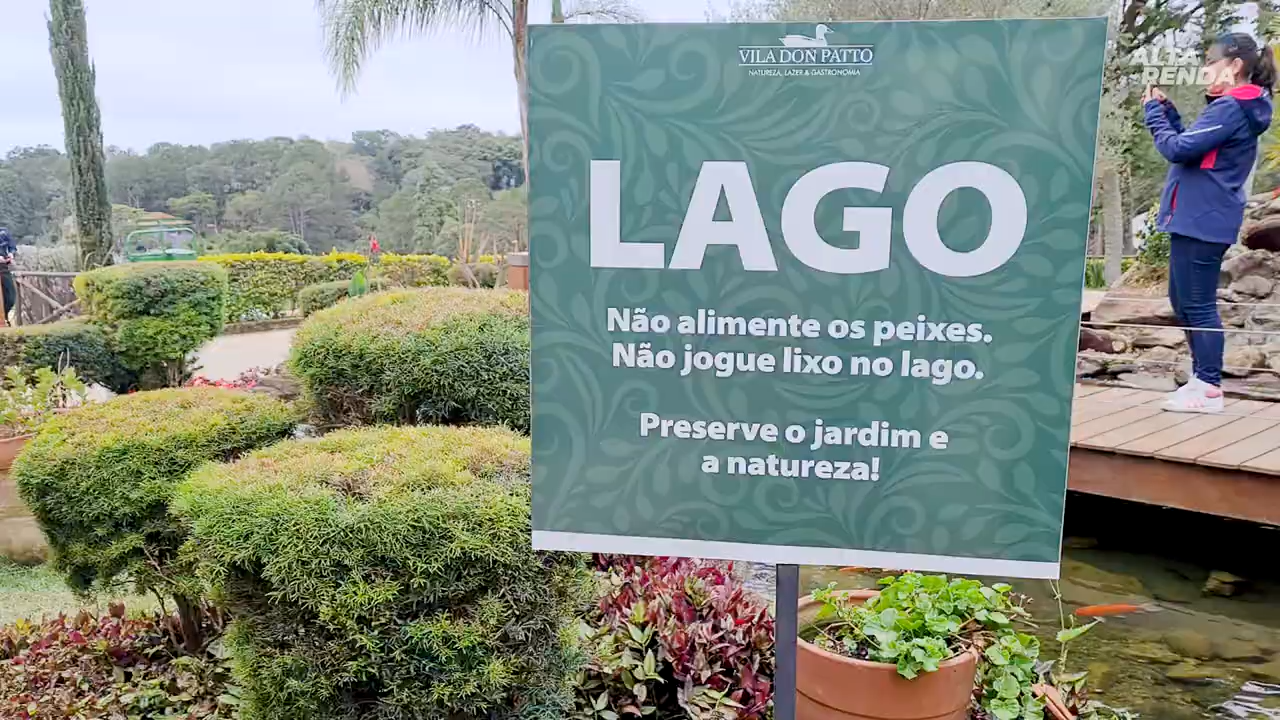 VILA DON PATTO
NATUREZA, LAZER & GASTRONOMIA
ALTA
RENDA
LAGO
Não alimente os peixes.
Não jogue lixo no lago.
Preserve o jardim e
a natureza!